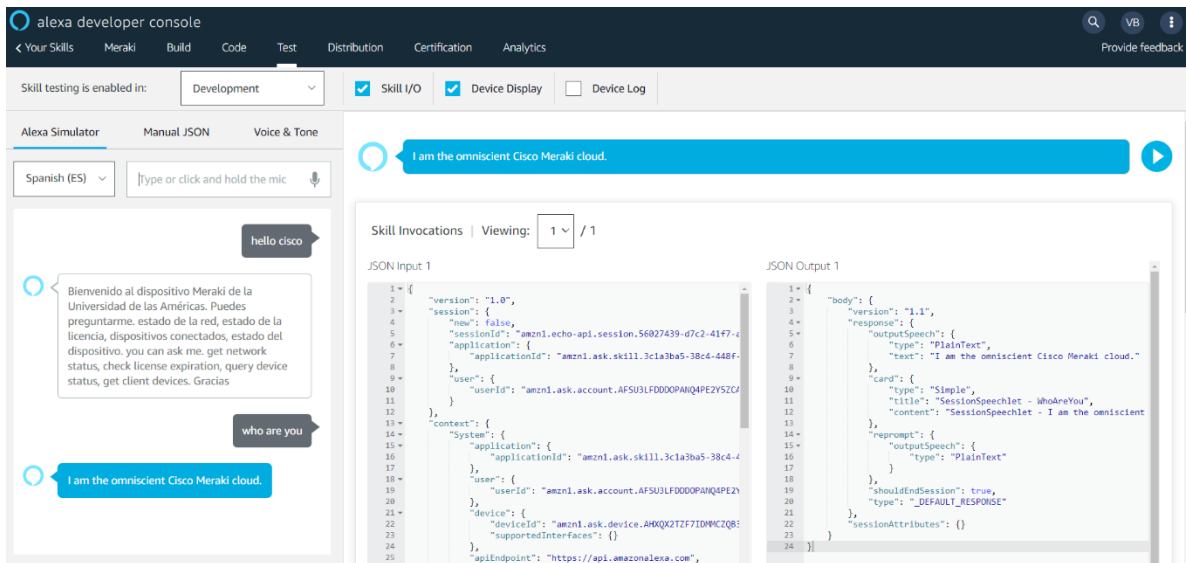 alexa developer console
VB
Your Skills Meraki Build Code Test Distribution Certification Analytics
Provide feedback
Skill testing is enabled in: Development
Skill I/O Device Display Device Log
Alexa Simulator Manual JSON Voice & Tone
Spanish (ES) Type or click and hold the mic
hello cisco
Bienvenido al dispositivo Meraki de la
Universidad de las Américas. Puedes
preguntarme. estado de la red, estado de la
licencia, dispositivos conectados, estado del
dispositivo. you can ask me. get network
status, check license expiration, query device
status, get client devices. Gracias
who are you
I am the omniscient Cisco Meraki cloud.
I am the omniscient Cisco Meraki cloud.
Skill Invocations | Viewing: 1 / 1
JSON Input 1
1 {
2 "version": "1.0",
3 "session": {
4 "new": false,
5 "sessionId": "amzn1.echo-api.session.56027439-d7c2-41f7-a
6 "application": {
7 "applicationId": "amzn1.ask.skill.3c1a3ba5-38c4-448f-
8 },
9 "user": {
10 "userId": "amzn1.ask.account.AFSU3LFDDDOPANQ4PE2Y5ZCA
11 }
12 },
13 "context": {
14 "System": {
15 "application": {
16 "applicationId": "amzn1.ask.skill.3c1a3ba5-38c4-4
17 },
18 "user": {
19 "userId": "amzn1.ask.account.AFSU3LFDDDOPANQ4PE2Y
20 },
21 "device": {
22 "deviceId": "amzn1.ask.device.AHXQX2TZF7IDMMCZQB3
23 "supportedInterfaces": {}
24 },
25 "apiEndpoint": "https://api.amazonalexa.com",
JSON Output 1
1 {
2 "body": {
3 "version": "1.1",
4 "response": {
5 "outputSpeech": {
6 "type": "PlainText",
7 "text": "I am the omniscient Cisco Meraki cloud."
8 },
9 "card": {
10 "type": "Simple",
11 "title": "SessionSpeechlet - WhoAreYou",
12 "content": "SessionSpeechlet - I am the omniscient
13 },
14 "reprompt": {
15 "outputSpeech": {
16 "type": "PlainText"
17 }
18 },
19 "shouldEndSession": true,
20 "type": "_DEFAULT_RESPONSE"
21 },
22 "sessionAttributes": {}
23 }
24 }